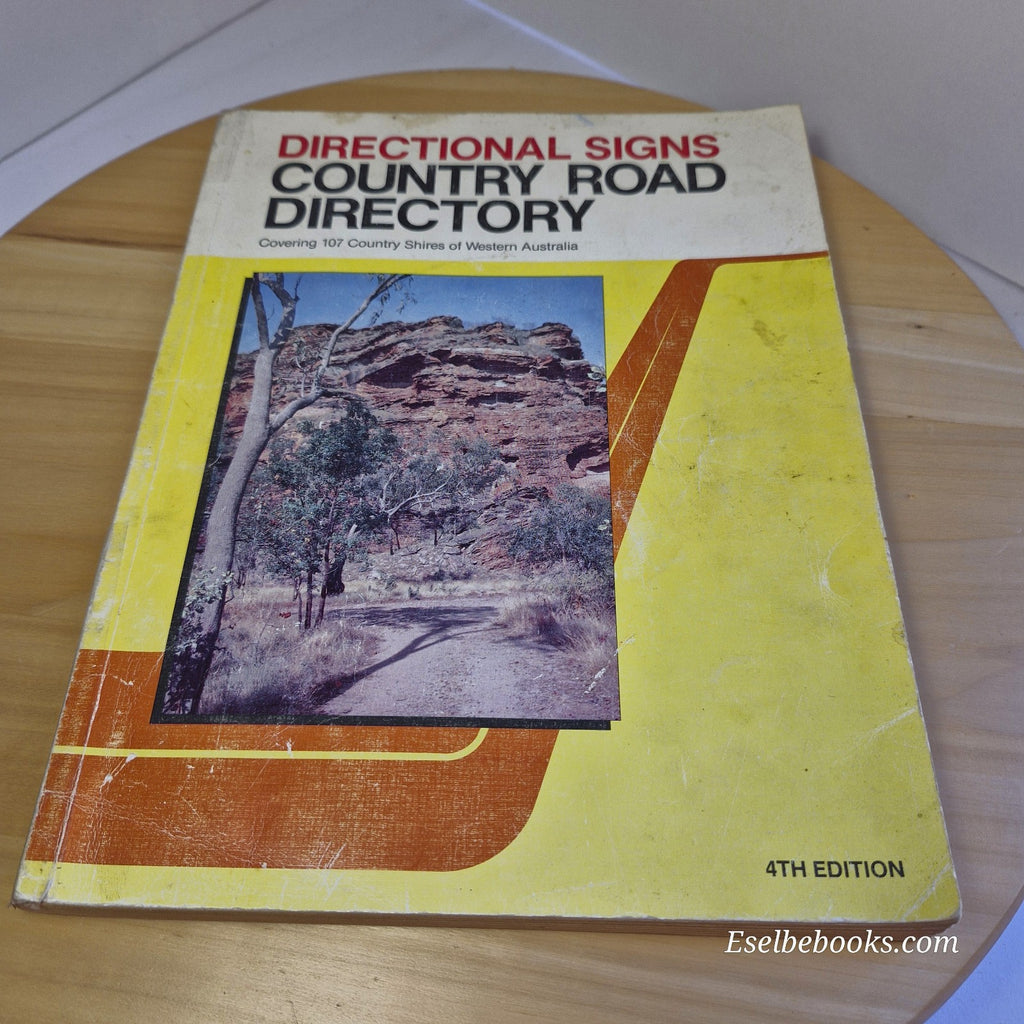 DIRECTIONAL SIGNS
COUNTRY ROAD
DIRECTORY
Covering 107 Country Shires of Western Australia
4TH EDITION
Eselbebooks.com